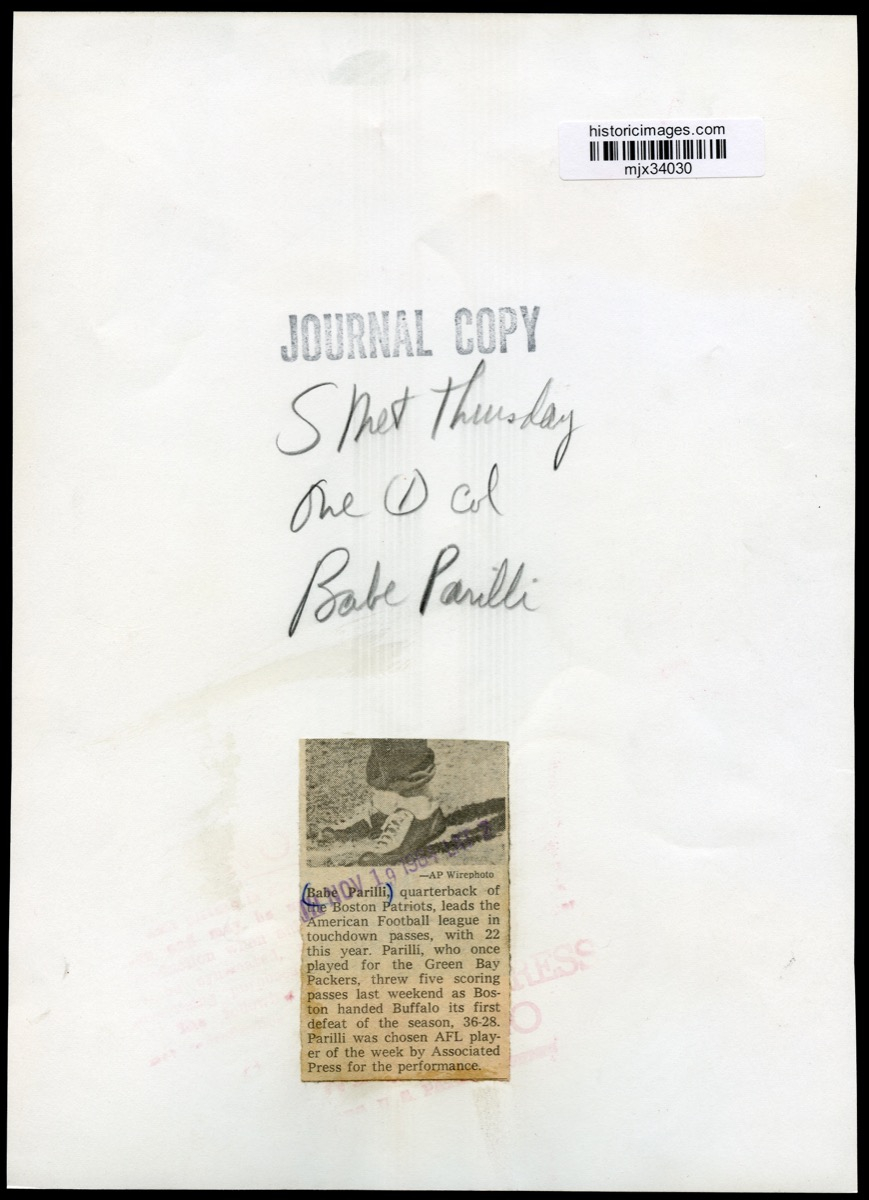 historicimages.com
mjx34030
JOURNAL COPY
S Met Thursday
One ① col
Babe Parilli
—AP Wirephoto
NOV 19 1964
Babe Parilli, quarterback of
the Boston Patriots, leads the
American Football league in
touchdown passes, with 22
this year. Parilli, who once
played for the Green Bay
Packers, threw five scoring
passes last weekend as Bos-
ton handed Buffalo its first
defeat of the season, 36-28.
Parilli was chosen AFL play-
er of the week by Associated
Press for the performance.